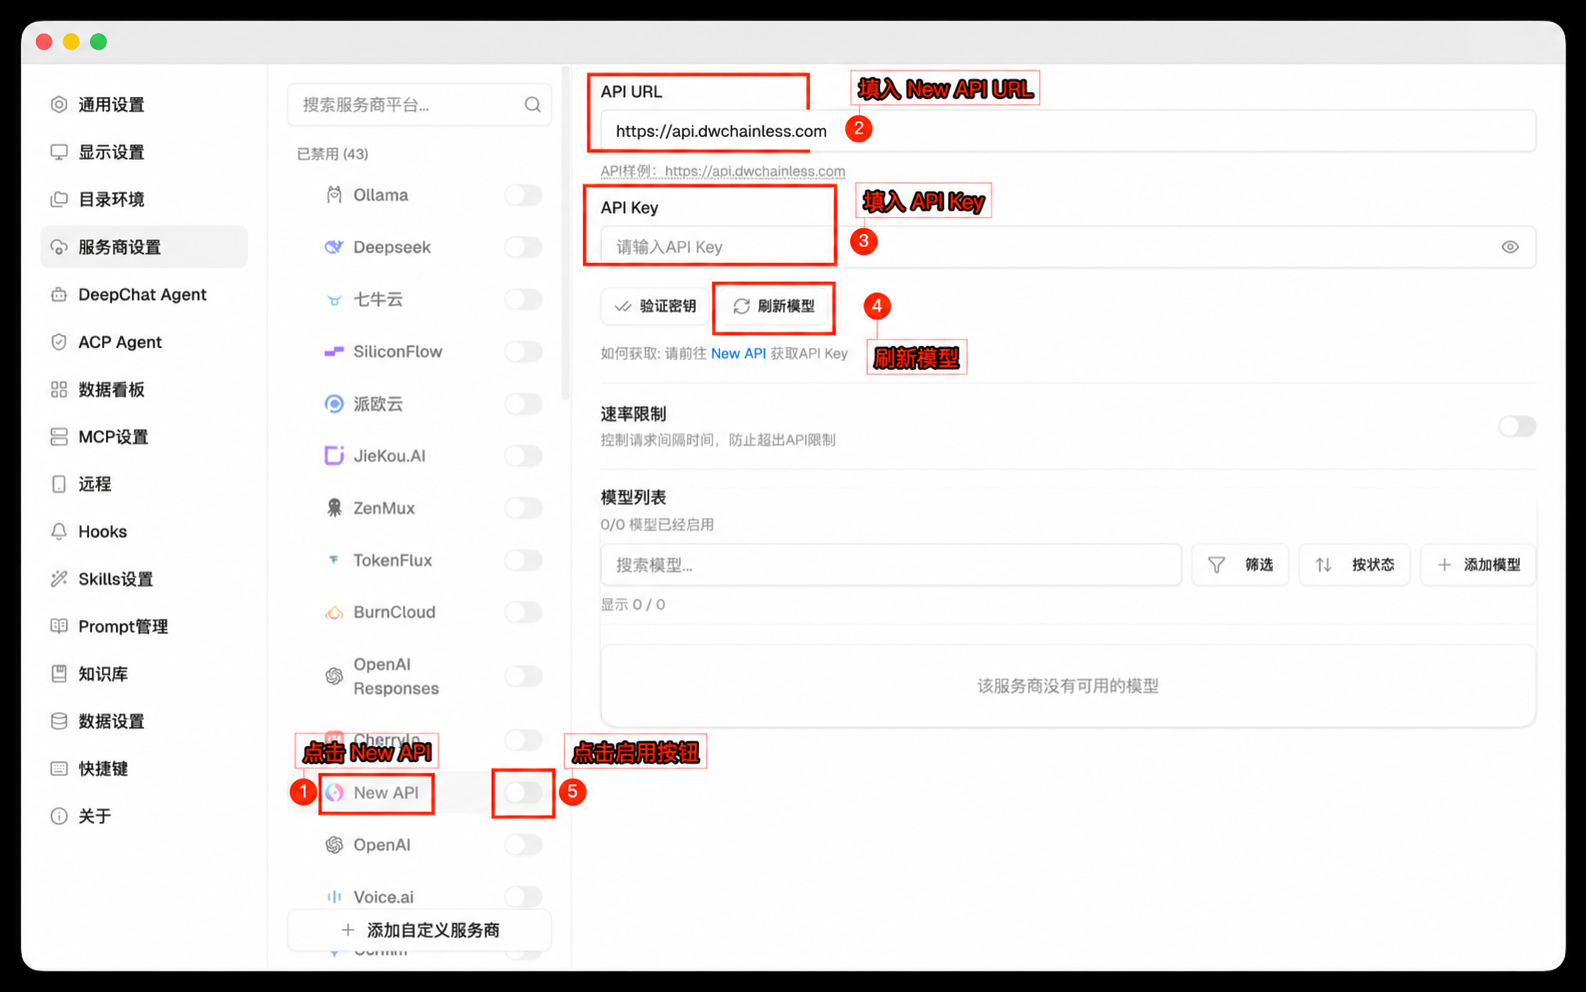 通用设置
显示设置
目录环境
服务商设置
DeepChat Agent
ACP Agent
数据看板
MCP设置
远程
Hooks
Skills设置
Prompt管理
知识库
数据设置
快捷键
关于
搜索服务商平台...
已禁用 (43)
Ollama
Deepseek
七牛云
SiliconFlow
派欧云
JieKou.AI
ZenMux
TokenFlux
BurnCloud
OpenAI
Responses
CherryIn
点击 New API
1
New API
点击启用按钮
5
OpenAI
Voice.ai
添加自定义服务商
API URL
填入 New API URL
https://api.dwchainless.com
2
API样例: https://api.dwchainless.com
API Key
填入 API Key
请输入API Key
3
验证密钥
刷新模型
4
刷新模型
如何获取: 请前往 New API 获取API Key
速率限制
控制请求间隔时间，防止超出API限制
模型列表
0/0 模型已经启用
搜索模型...
筛选
按状态
添加模型
显示 0 / 0
该服务商没有可用的模型